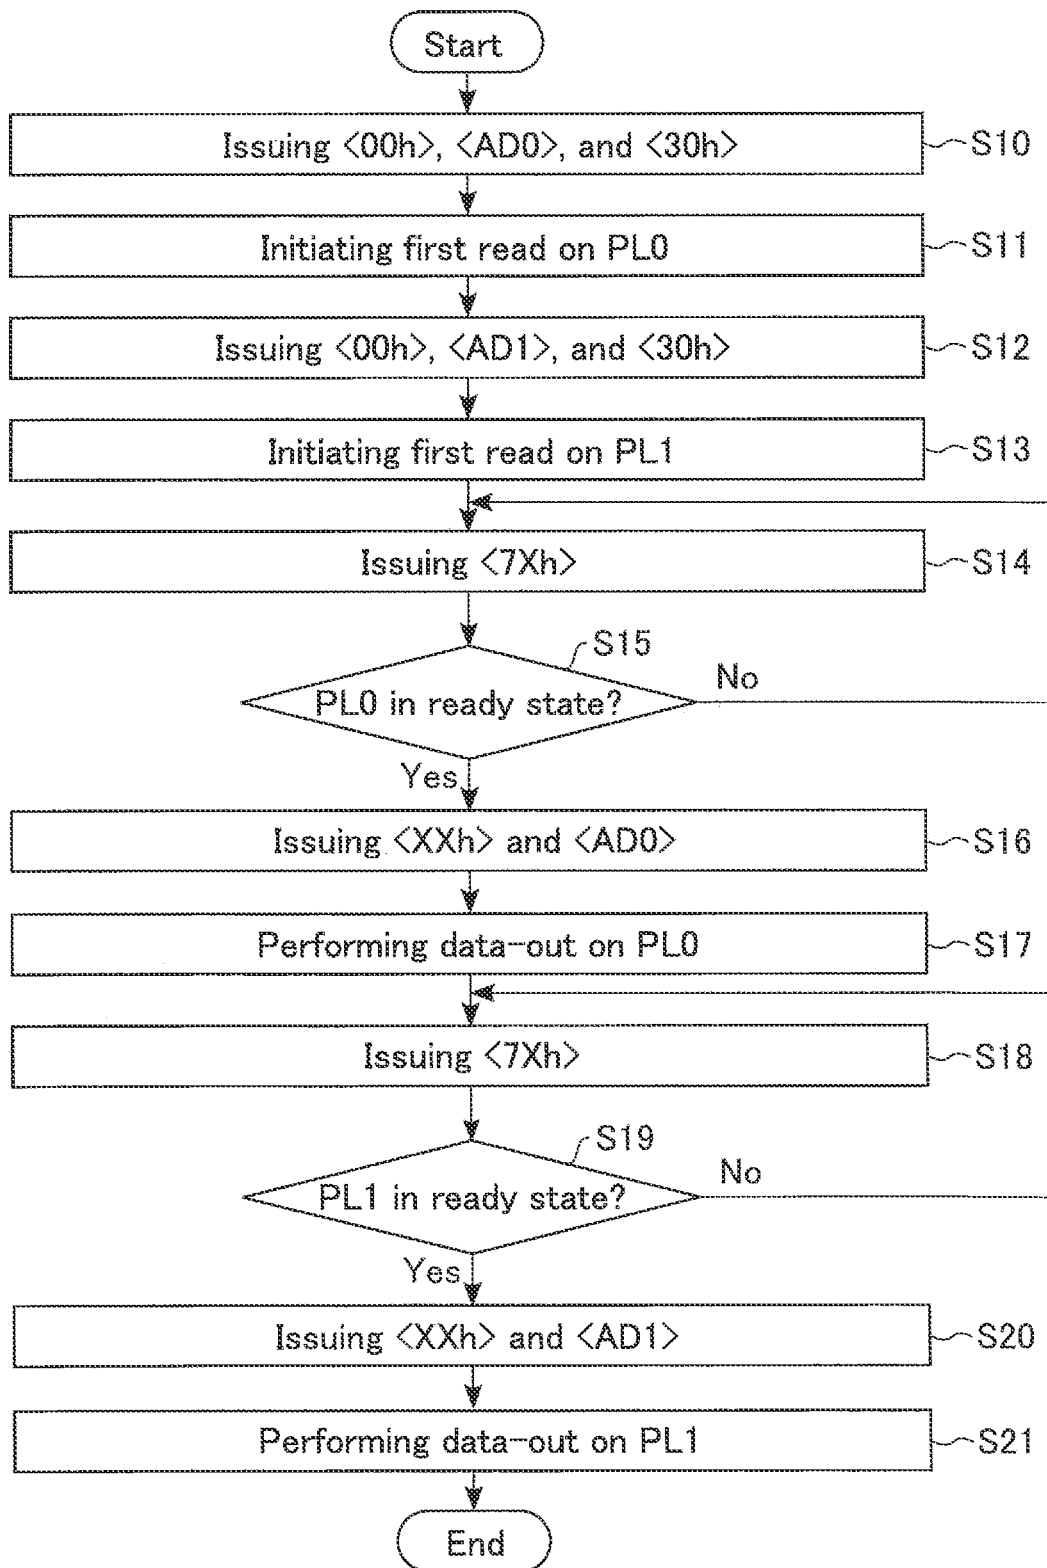 Start
Issuing <00h>, <AD0>, and <30h>
S10
Initiating first read on PL0
S11
Issuing <00h>, <AD1>, and <30h>
S12
Initiating first read on PL1
S13
Issuing <7Xh>
S14
S15
PL0 in ready state?
No
Yes
Issuing <XXh> and <AD0>
S16
Performing data-out on PL0
S17
Issuing <7Xh>
S18
S19
PL1 in ready state?
No
Yes
Issuing <XXh> and <AD1>
S20
Performing data-out on PL1
S21
End